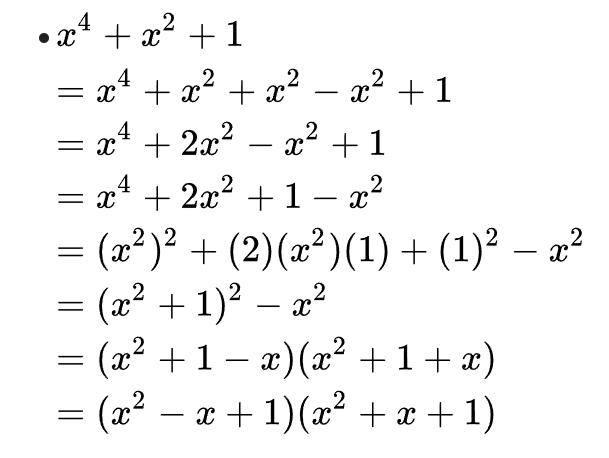 • x⁴ + x² + 1
= x⁴ + x² + x² − x² + 1
= x⁴ + 2x² − x² + 1
= x⁴ + 2x² + 1 − x²
= (x²)² + (2)(x²)(1) + (1)² − x²
= (x² + 1)² − x²
= (x² + 1 − x)(x² + 1 + x)
= (x² − x + 1)(x² + x + 1)